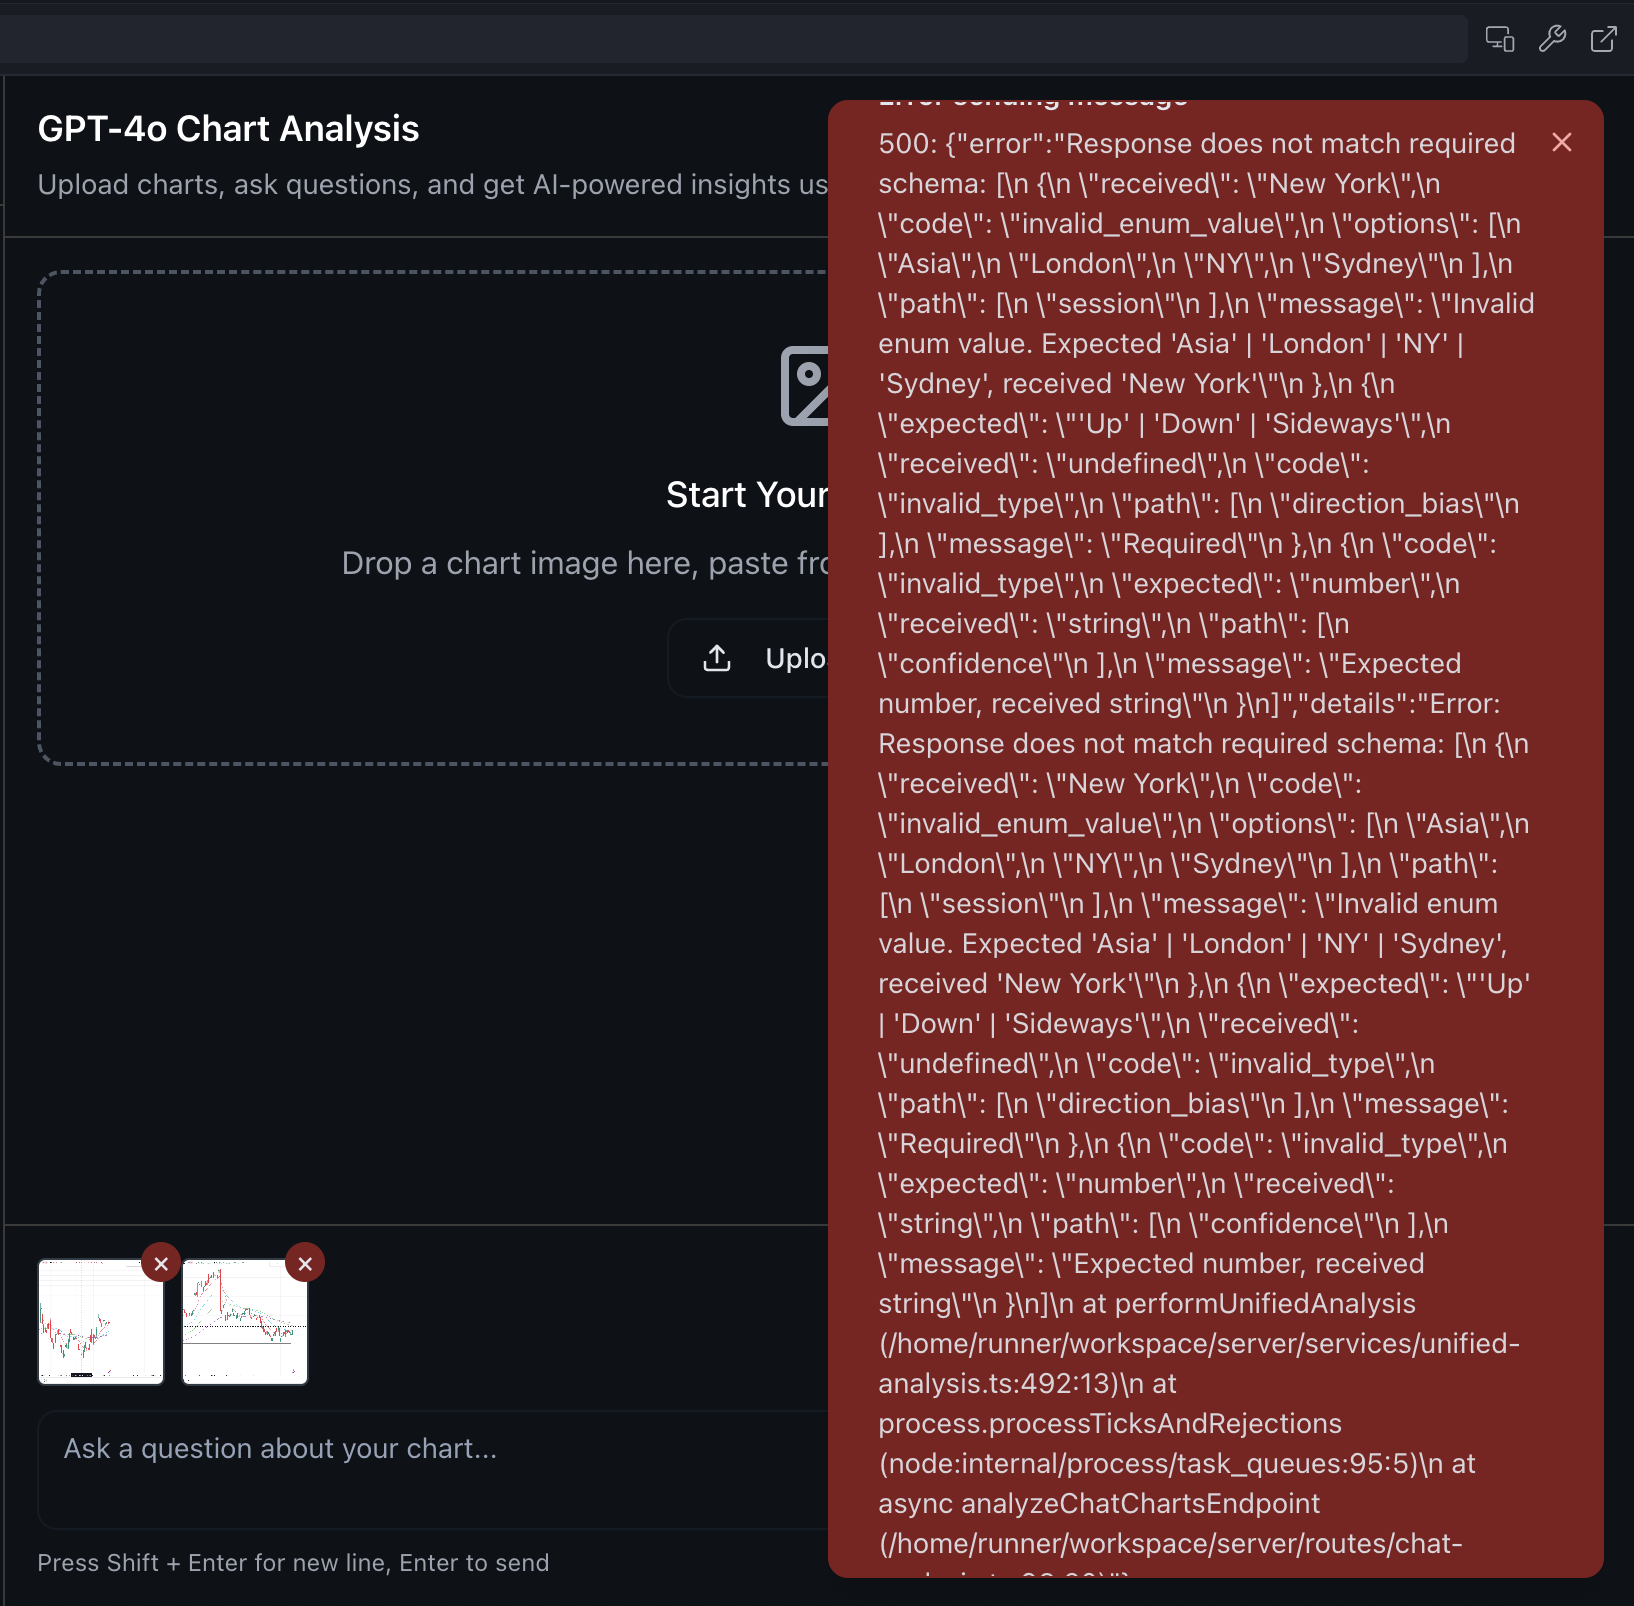 GPT-4o Chart Analysis
Upload charts, ask questions, and get AI-powered insights us
Start Your
Drop a chart image here, paste fro
Uplo
Error sending message
500: {"error":"Response does not match required
schema: [\n {\n \"received\": \"New York\",\n
\"code\": \"invalid_enum_value\",\n \"options\": [\n
\"Asia\",\n \"London\",\n \"NY\",\n \"Sydney\"\n ],\n
\"path\": [\n \"session\"\n ],\n \"message\": \"Invalid
enum value. Expected 'Asia' | 'London' | 'NY' |
'Sydney', received 'New York'\"\n },\n {\n
\"expected\": \"'Up' | 'Down' | 'Sideways'\",\n
\"received\": \"undefined\",\n \"code\":
\"invalid_type\",\n \"path\": [\n \"direction_bias\"\n
],\n \"message\": \"Required\"\n },\n {\n \"code\":
\"invalid_type\",\n \"expected\": \"number\",\n
\"received\": \"string\",\n \"path\": [\n
\"confidence\"\n ],\n \"message\": \"Expected
number, received string\"\n }\n]","details":"Error:
Response does not match required schema: [\n {\n
\"received\": \"New York\",\n \"code\":
\"invalid_enum_value\",\n \"options\": [\n \"Asia\",\n
\"London\",\n \"NY\",\n \"Sydney\"\n ],\n \"path\":
[\n \"session\"\n ],\n \"message\": \"Invalid enum
value. Expected 'Asia' | 'London' | 'NY' | 'Sydney',
received 'New York'\"\n },\n {\n \"expected\": \"'Up'
| 'Down' | 'Sideways'\",\n \"received\":
\"undefined\",\n \"code\": \"invalid_type\",\n
\"path\": [\n \"direction_bias\"\n ],\n \"message\":
\"Required\"\n },\n {\n \"code\": \"invalid_type\",\n
\"expected\": \"number\",\n \"received\":
\"string\",\n \"path\": [\n \"confidence\"\n ],\n
\"message\": \"Expected number, received
string\"\n }\n]\n at performUnifiedAnalysis
(/home/runner/workspace/server/services/unified-
analysis.ts:492:13)\n at
process.processTicksAndRejections
(node:internal/process/task_queues:95:5)\n at
async analyzeChatChartsEndpoint
(/home/runner/workspace/server/routes/chat-
Ask a question about your chart...
Press Shift + Enter for new line, Enter to send